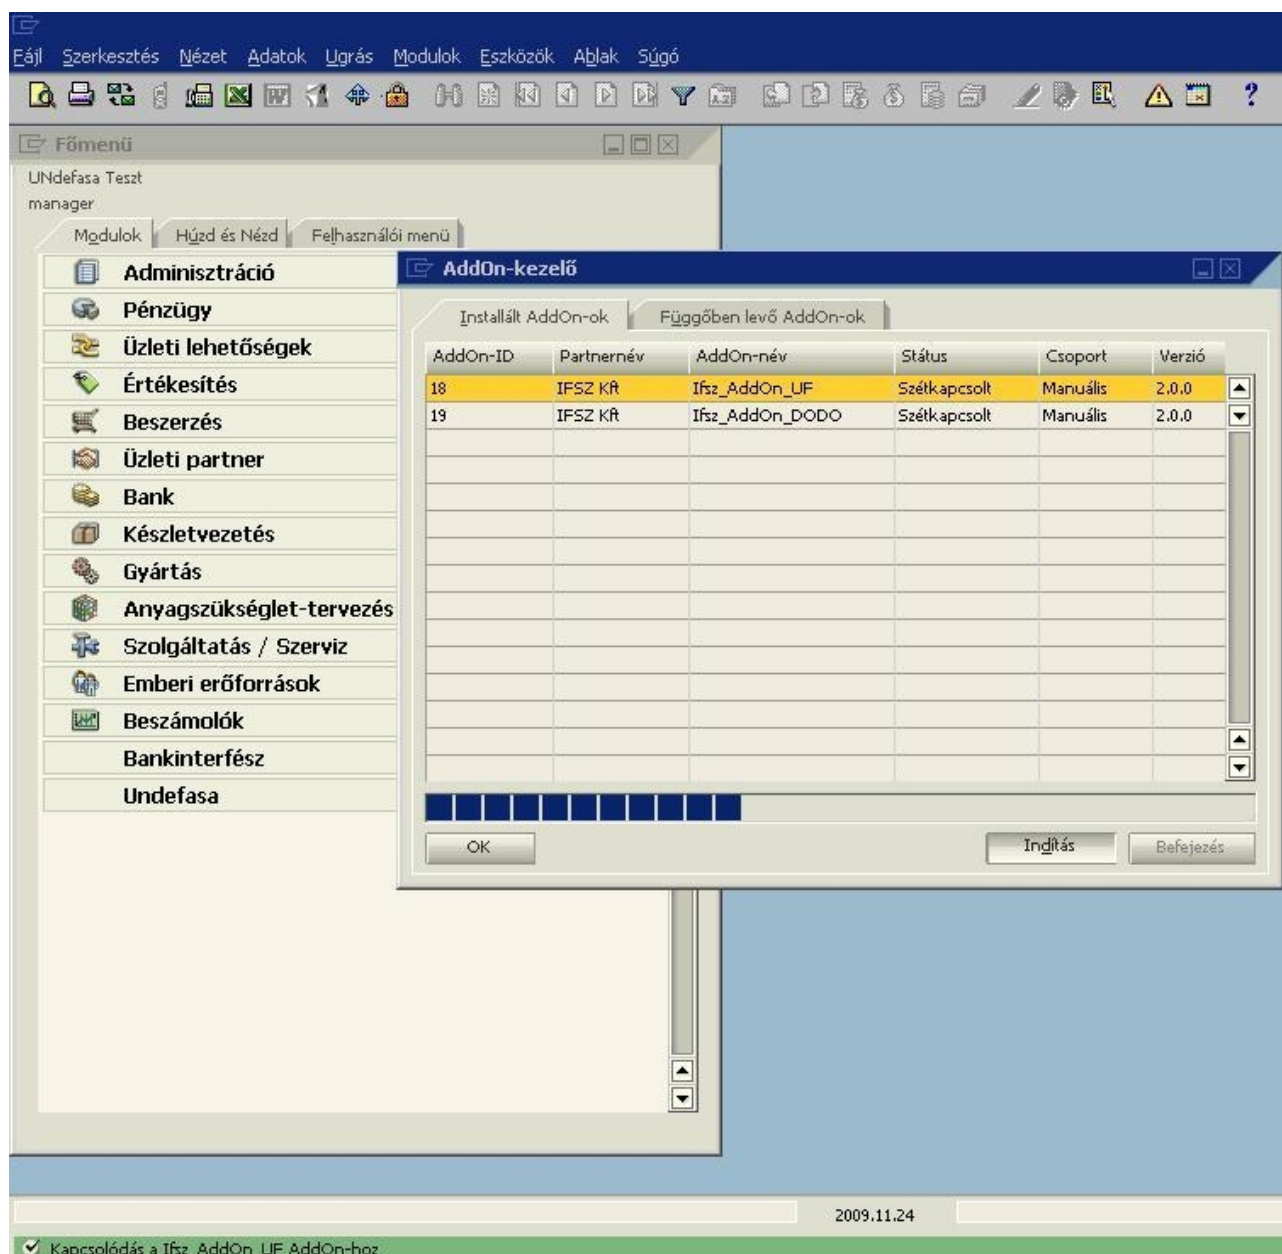 Fájl Szerkesztés Nézet Adatok Ugrás Modulok Eszközök Ablak Súgó
Főmenü
UNdefasa Teszt
manager
Modulok Húzd és Nézd Felhasználói menü
Adminisztráció
Pénzügy
Üzleti lehetőségek
Értékesítés
Beszerzés
Üzleti partner
Bank
Készletvezetés
Gyártás
Anyagszükséglet-tervezés
Szolgáltatás / Szerviz
Emberi erőforrások
Beszámolók
Bankinterfész
Undefasa
AddOn-kezelő
Installált AddOn-ok Függőben levő AddOn-ok
AddOn-ID Partnernév AddOn-név Státus Csoport Verzió
18 IFSZ Kft Ifsz_AddOn_UF Szétkapcsolt Manuális 2.0.0
19 IFSZ Kft Ifsz_AddOn_DODO Szétkapcsolt Manuális 2.0.0
OK Indítás Befejezés
2009.11.24
Kapcsolódás a Ifsz_AddOn_UF AddOn-hoz